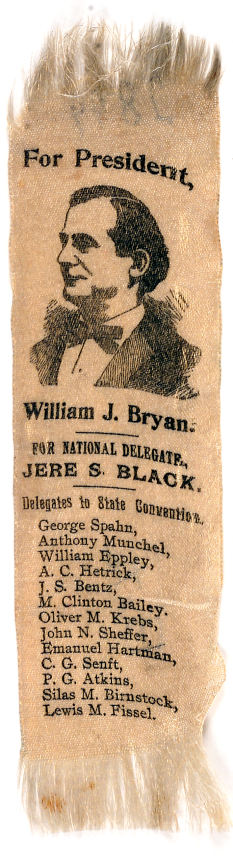 For President,
William J. Bryan.
FOR NATIONAL DELEGATE,
JERE S. BLACK.
Delegates to State Convention.
George Spahn,
Anthony Munchel,
William Eppley,
A. C. Hetrick,
J. S. Bentz,
M. Clinton Bailey.
Oliver M. Krebs,
John N. Sheffer,
Emanuel Hartman,
C. G. Senft,
P. G. Atkins,
Silas M. Birnstock,
Lewis M. Fissel.